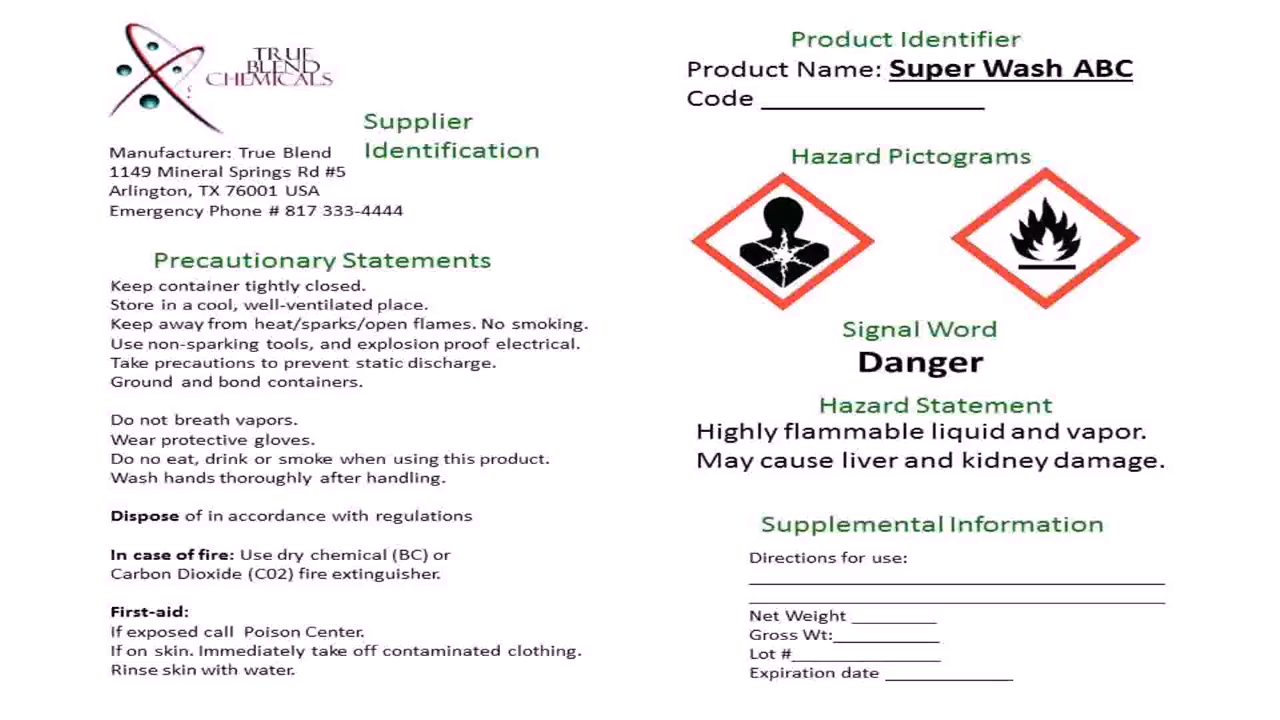 TRUE
BLEND
CHEMICALS
Supplier
Identification
Manufacturer: True Blend
1149 Mineral Springs Rd #5
Arlington, TX 76001 USA
Emergency Phone # 817 333-4444
Precautionary Statements
Keep container tightly closed.
Store in a cool, well-ventilated place.
Keep away from heat/sparks/open flames. No smoking.
Use non-sparking tools, and explosion proof electrical.
Take precautions to prevent static discharge.
Ground and bond containers.
Do not breath vapors.
Wear protective gloves.
Do no eat, drink or smoke when using this product.
Wash hands thoroughly after handling.
Dispose of in accordance with regulations
In case of fire: Use dry chemical (BC) or
Carbon Dioxide (C02) fire extinguisher.
First-aid:
If exposed call Poison Center.
If on skin. Immediately take off contaminated clothing.
Rinse skin with water.
Product Identifier
Product Name: Super Wash ABC
Code ________________
Hazard Pictograms
Signal Word
Danger
Hazard Statement
Highly flammable liquid and vapor.
May cause liver and kidney damage.
Supplemental Information
Directions for use:
Net Weight __________
Gross Wt:____________
Lot #_________________
Expiration date _______________